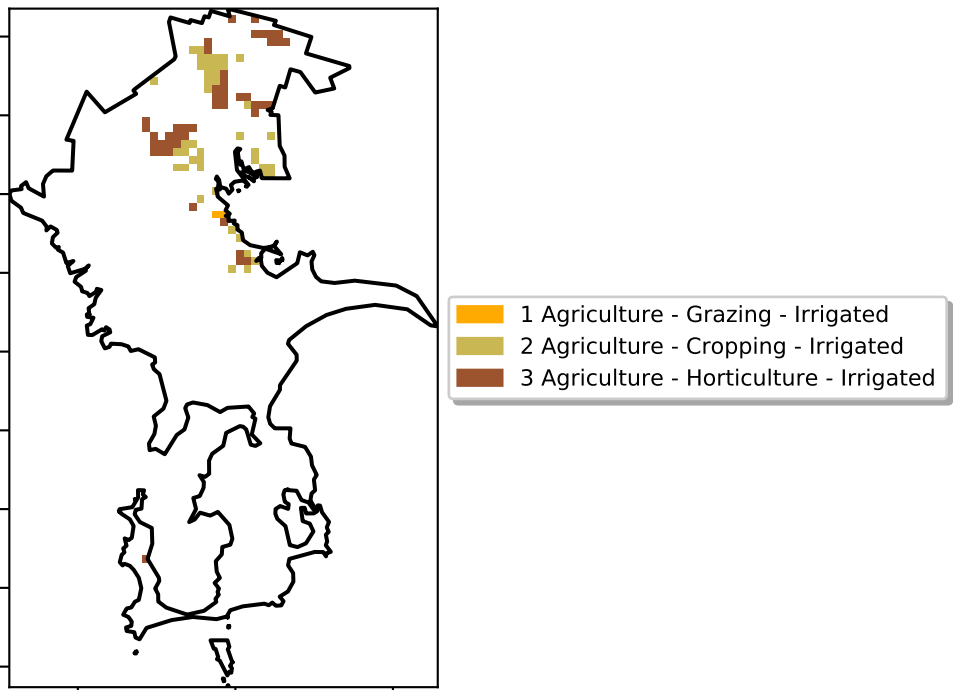 1 Agriculture - Grazing - Irrigated
2 Agriculture - Cropping - Irrigated
3 Agriculture - Horticulture - Irrigated